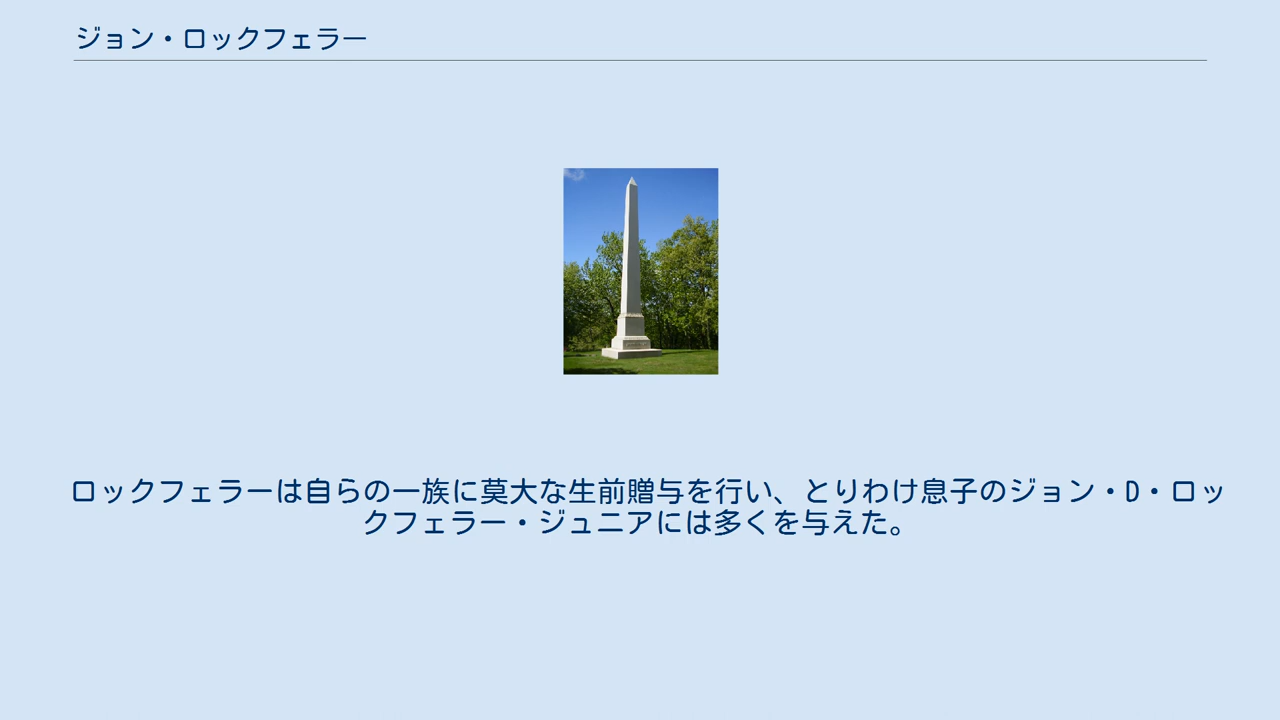 ジョン・ロックフェラー
ロックフェラーは自らの一族に莫大な生前贈与を行い、とりわけ息子のジョン・D・ロッ
クフェラー・ジュニアには多くを与えた。